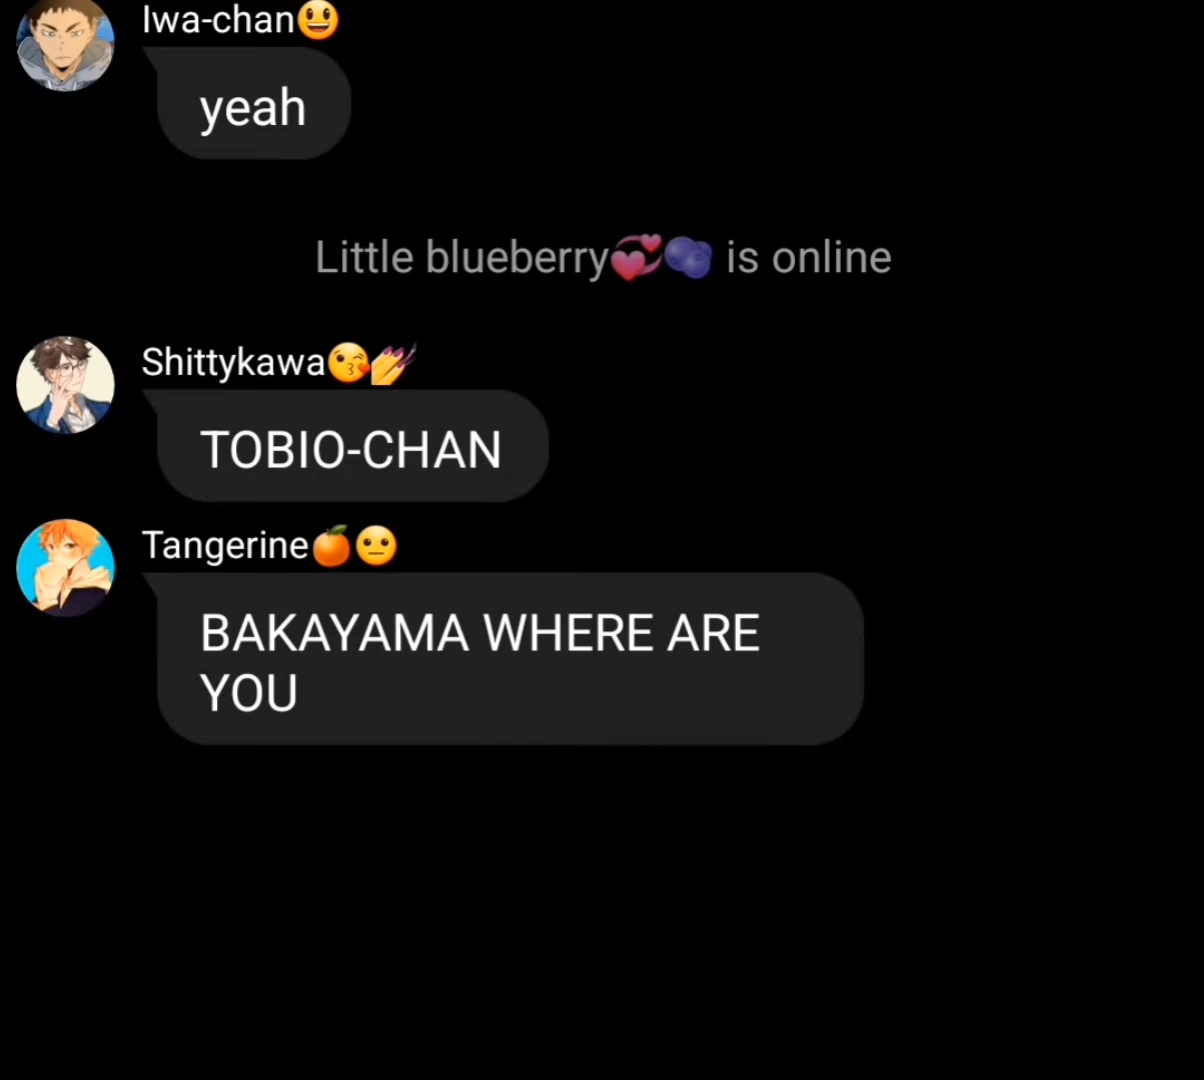 Iwa-chan😃
yeah
Little blueberry💞🫐 is online
Shittykawa😘💅
TOBIO-CHAN
Tangerine🍊😐
BAKAYAMA WHERE ARE
YOU